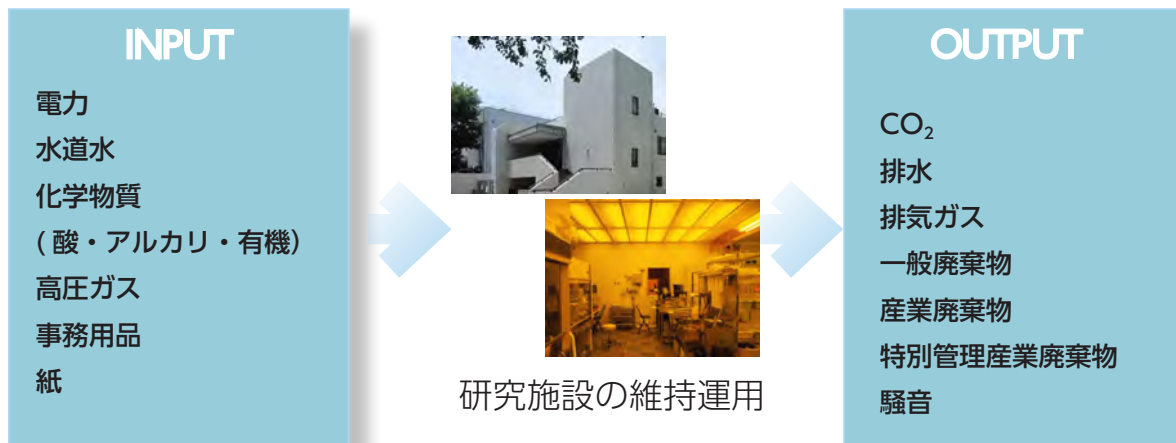 INPUT
電力
水道水
化学物質
( 酸・アルカリ・有機）
高圧ガス
事務用品
紙
研究施設の維持運用
OUTPUT
CO₂
排水
排気ガス
一般廃棄物
産業廃棄物
特別管理産業廃棄物
騒音